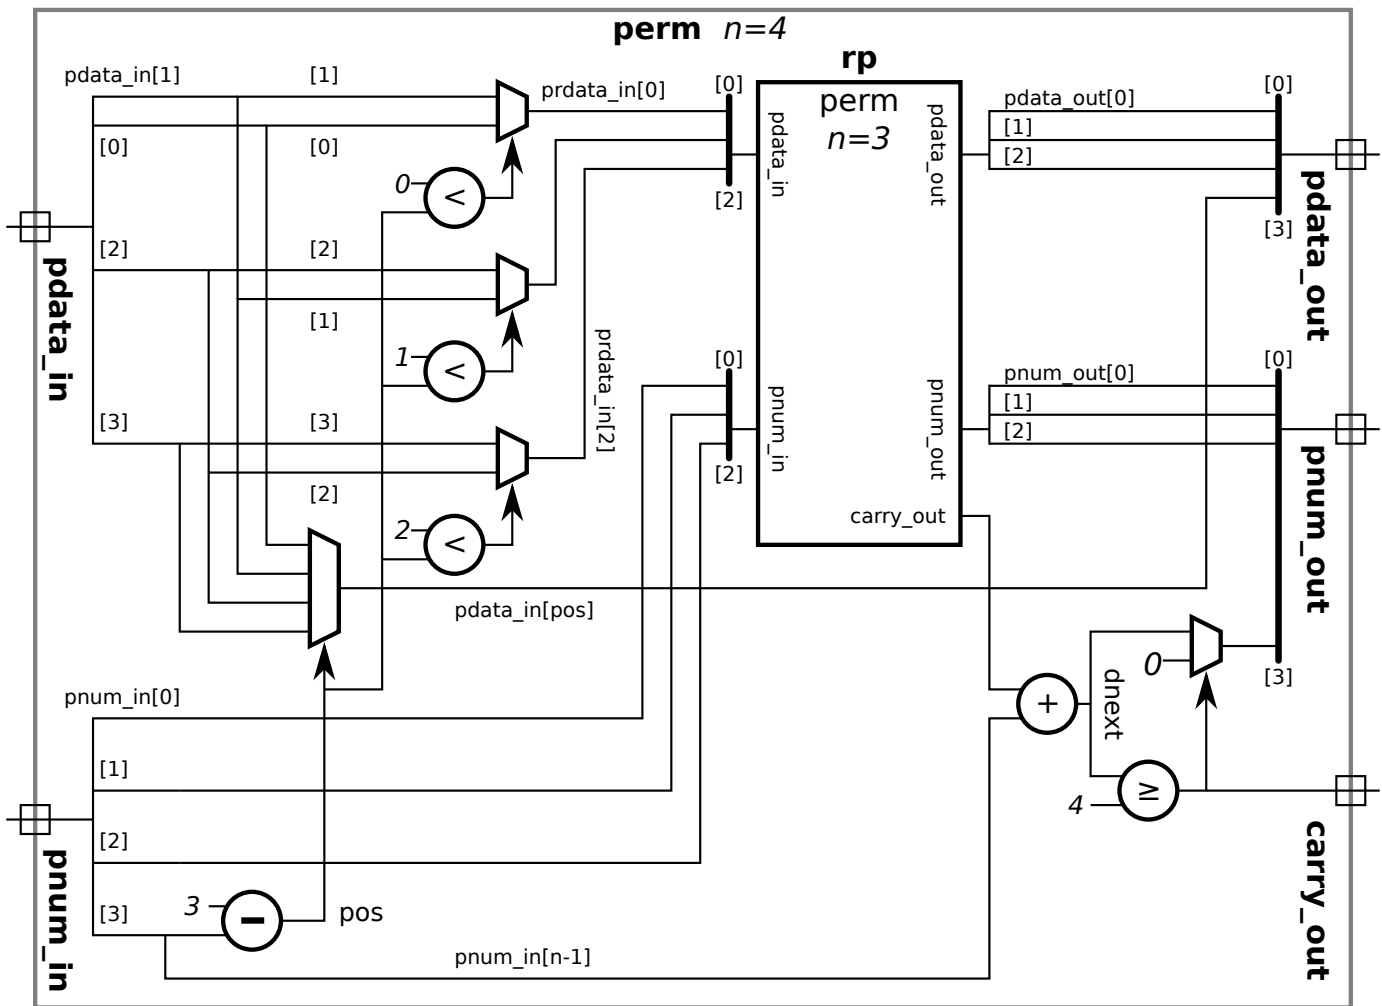 perm n=4
rp
pdata_in[1]
[1]
prdata_in[0]
[0]
perm
n=3
pdata_in
pdata_out
pdata_out[0]
[0]
[0]
[0]
[1]
[2]
0
<
[2]
[3]
pdata_out
[2]
[2]
pdata_in
[1]
1
<
prdata_in[2]
[0]
pnum_in
pnum_out
pnum_out[0]
[0]
[1]
[2]
[3]
[3]
[2]
[2]
pnum_out
2
<
carry_out
pdata_in[pos]
pnum_in[0]
+
dnext
0
[3]
[1]
4
≥
carry_out
[2]
pnum_in
[3]
3
−
pos
pnum_in[n-1]